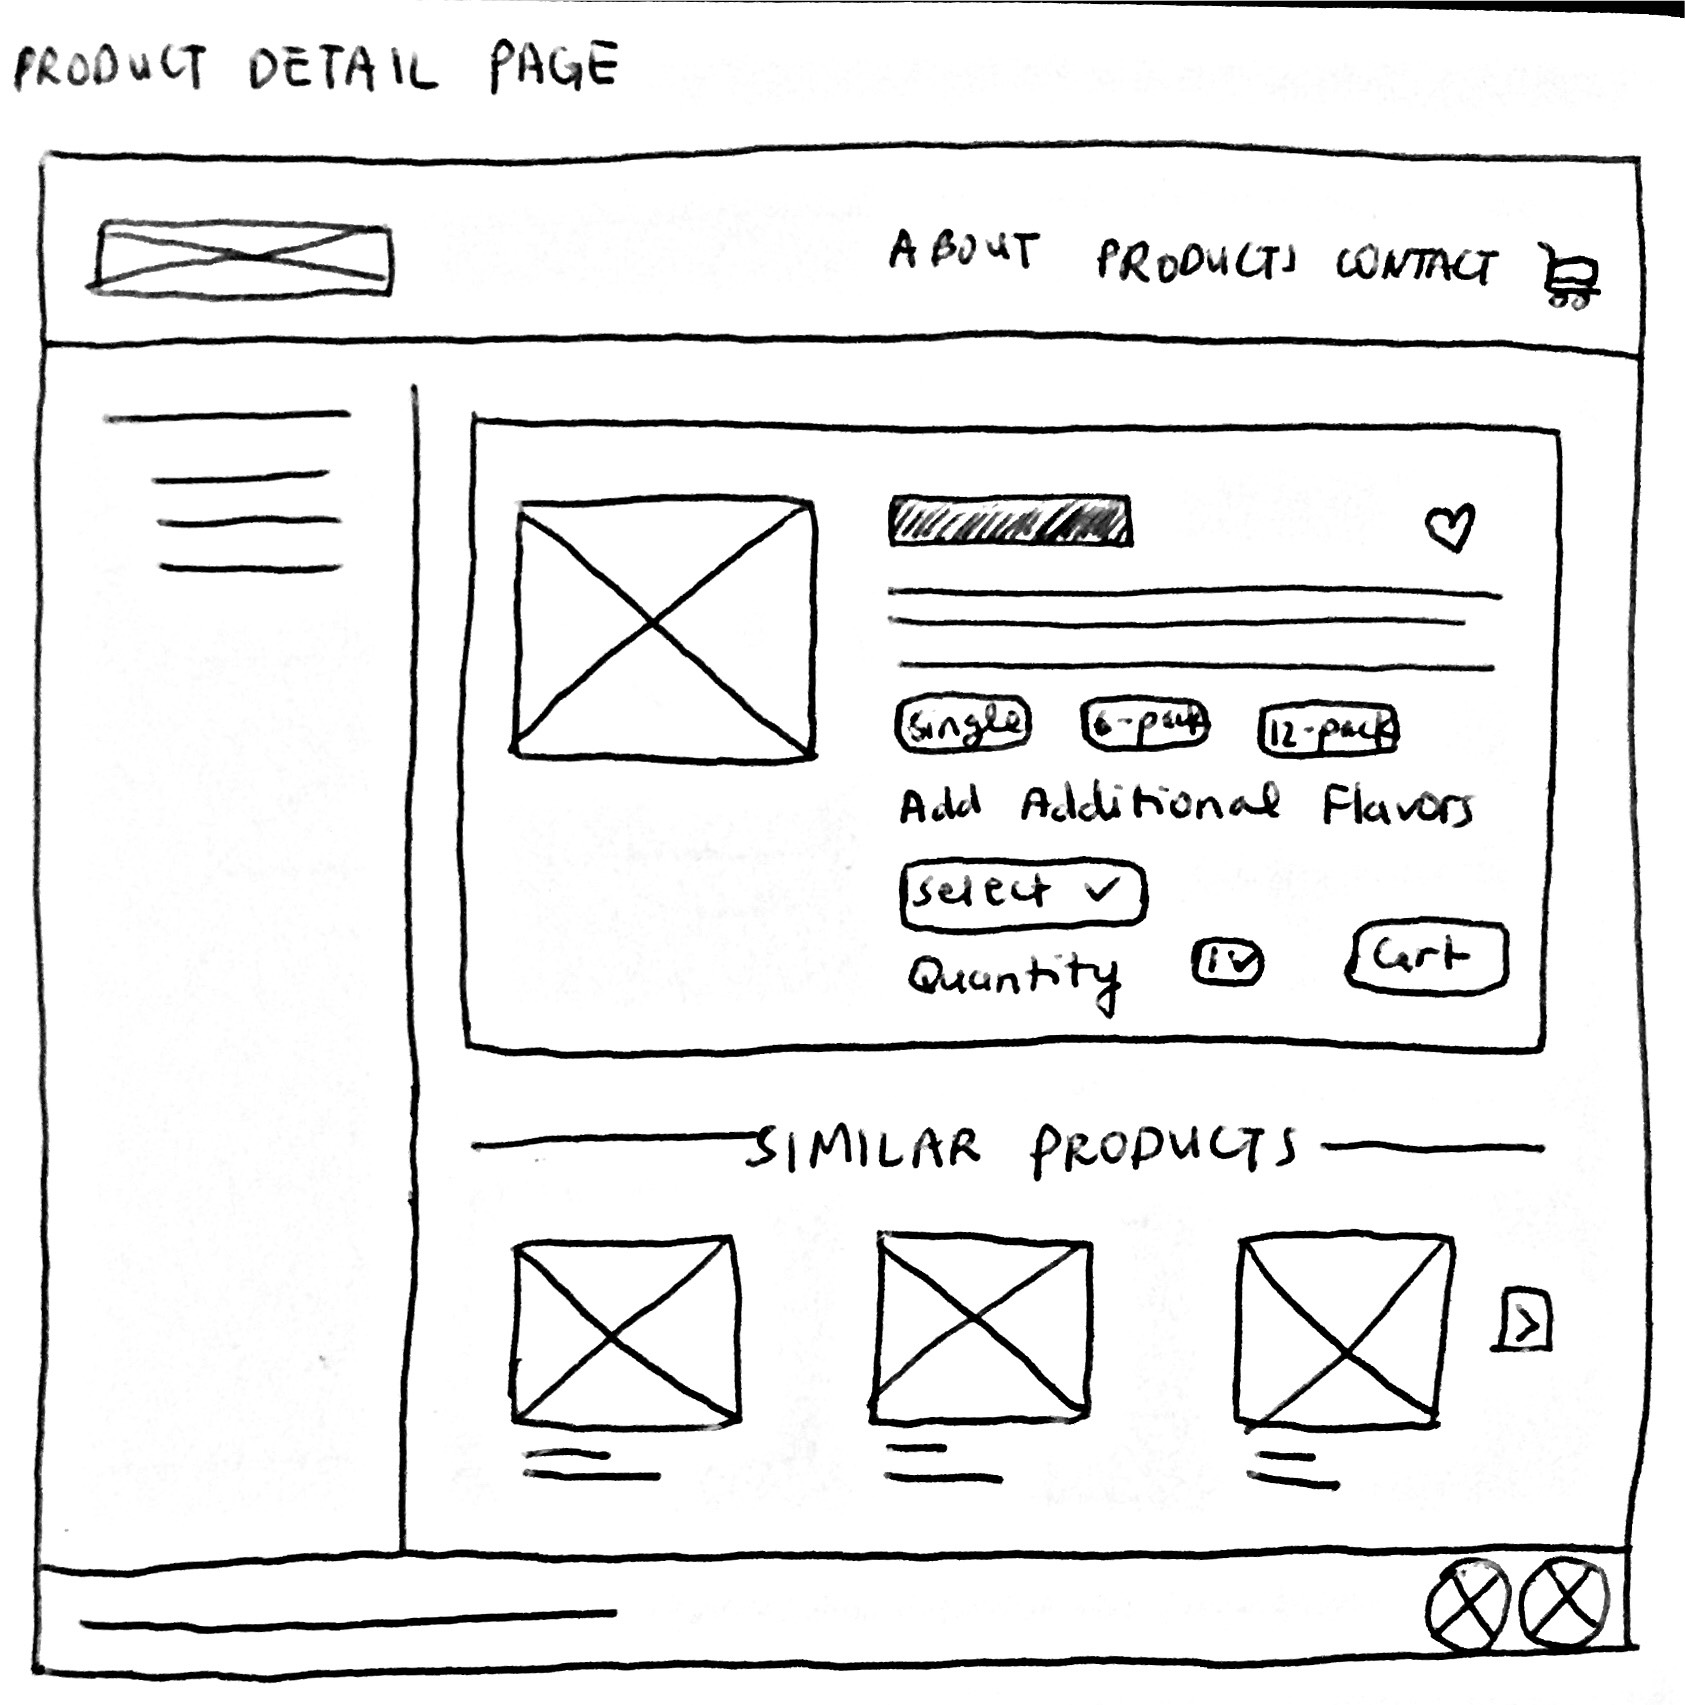 PRODUCT DETAIL PAGE
ABOUT PRODUCTS CONTACT
single 6-pack 12-pack
Add Additional Flavors
Select
Quantity 1 Cart
SIMILAR PRODUCTS